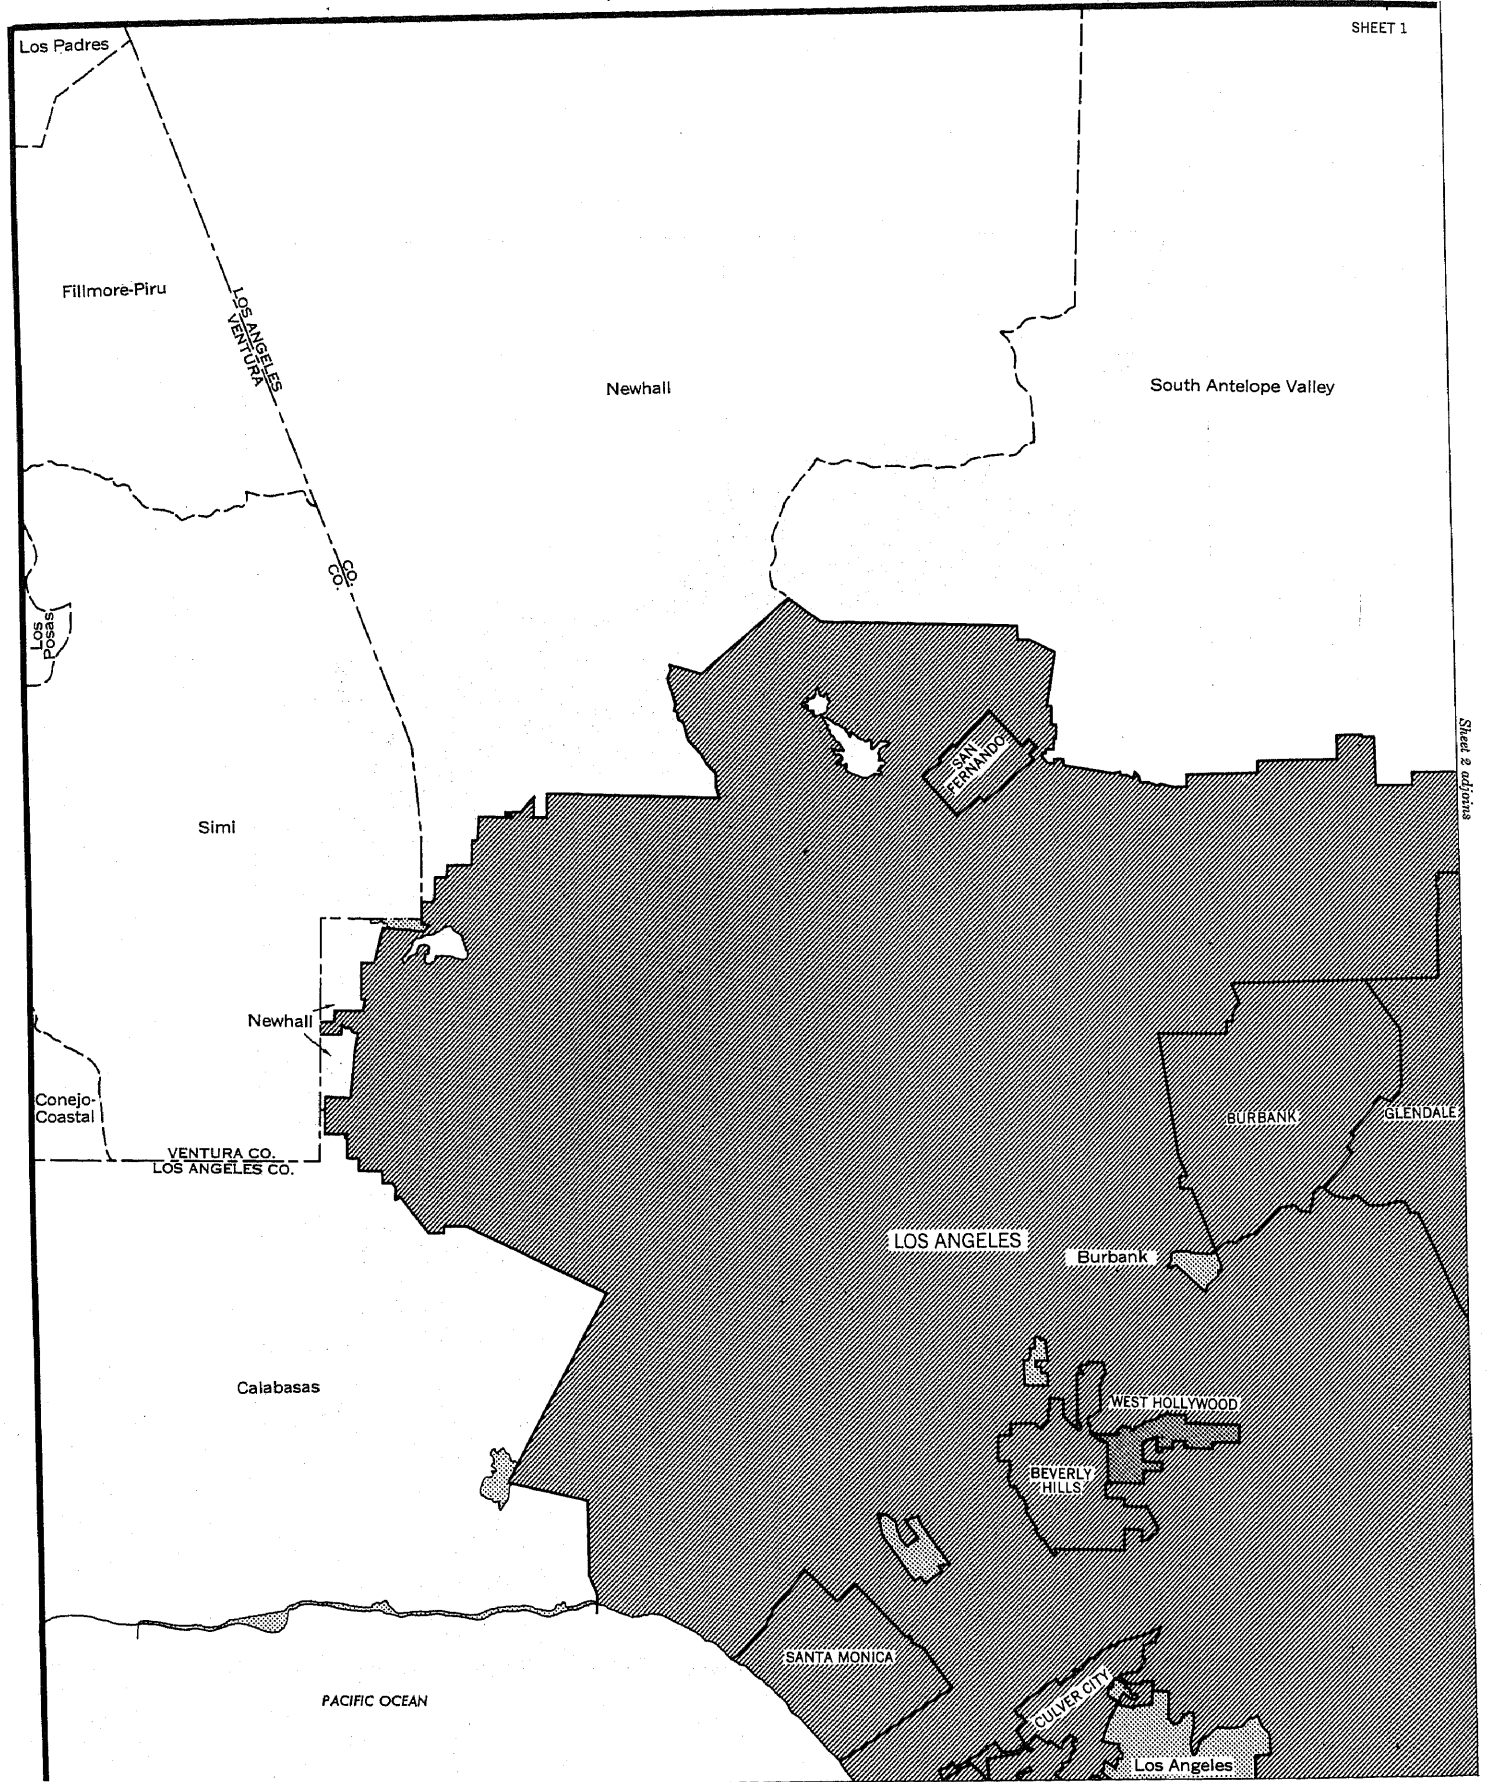 SHEET 1
Los Padres
Fillmore-Piru
LOS ANGELES
VENTURA
CO.
CO.
Newhall
South Antelope Valley
Los
Posas
SAN
FERNANDO
Sheet 2 adjoins
Simi
Newhall
Conejo-
Coastal
VENTURA CO.
LOS ANGELES CO.
BURBANK
GLENDALE
LOS ANGELES
Burbank
Calabasas
WEST HOLLYWOOD
BEVERLY
HILLS
SANTA MONICA
CULVER CITY
PACIFIC OCEAN
Los Angeles